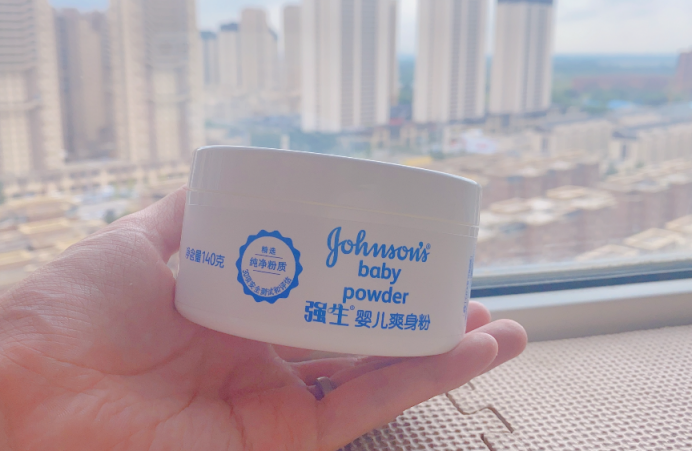 净含量140克
精选
纯净粉质
Johnson's®
baby
powder
强生®婴儿爽身粉